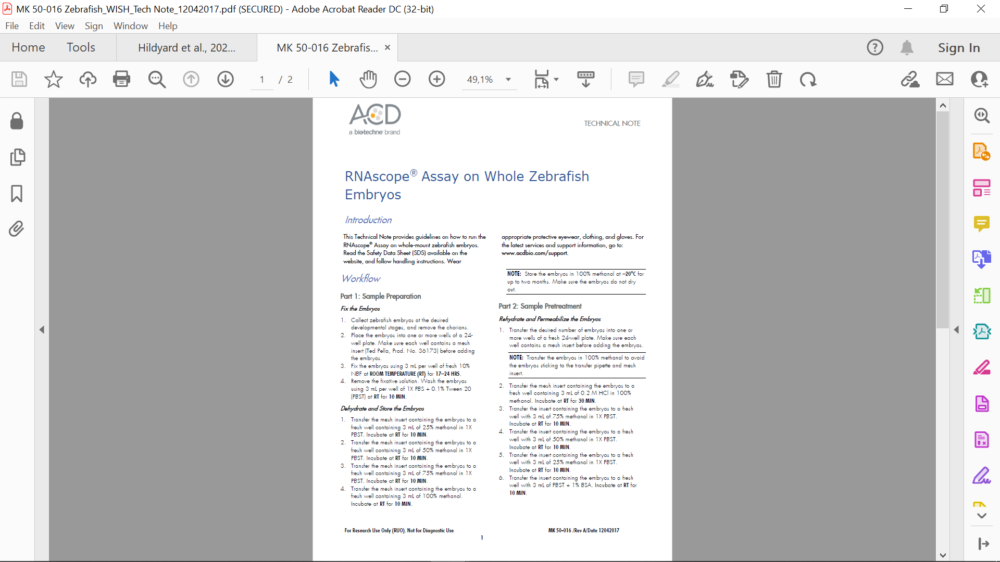 MK 50-016 Zebrafish_WISH_Tech Note_12042017.pdf (SECURED) - Adobe Acrobat Reader DC (32-bit)
File Edit View Sign Window Help
Home Tools Hildyard et al., 202... MK 50-016 Zebrafis... × Sign In
1 / 2 49,1%
ACD
a biotechne brand
TECHNICAL NOTE
RNAscope® Assay on Whole Zebrafish
Embryos
Introduction
This Technical Note provides guidelines on how to run the
RNAscope® Assay on whole-mount zebrafish embryos.
Read the Safety Data Sheet (SDS) available on the
website, and follow handling instructions. Wear
appropriate protective eyewear, clothing, and gloves. For
the latest services and support information, go to:
www.acdbio.com/support.
Workflow
Part 1: Sample Preparation
Fix the Embryos
1. Collect zebrafish embryos at the desired
developmental stages, and remove the chorions.
2. Place the embryos into one or more wells of a 24-
well plate. Make sure each well contains a mesh
insert (Ted Pella, Prod. No. 36173) before adding
the embryos.
3. Fix the embryos using 3 mL per well of fresh 10%
NBF at ROOM TEMPERATURE (RT) for 17–24 HRS.
4. Remove the fixative solution. Wash the embryos
using 3 mL per well of 1X PBS + 0.1% Tween 20
(PBST) at RT for 10 MIN.
Dehydrate and Store the Embryos
1. Transfer the mesh insert containing the embryos to a
fresh well containing 3 mL of 25% methanol in 1X
PBST. Incubate at RT for 10 MIN.
2. Transfer the mesh insert containing the embryos to a
fresh well containing 3 mL of 50% methanol in 1X
PBST. Incubate at RT for 10 MIN.
3. Transfer the mesh insert containing the embryos to a
fresh well containing 3 mL of 75% methanol in 1X
PBST. Incubate at RT for 10 MIN.
4. Transfer the mesh insert containing the embryos to a
fresh well containing 3 mL of 100% methanol.
Incubate at RT for 10 MIN.
NOTE: Store the embryos in 100% methanol at –20°C for
up to two months. Make sure the embryos do not dry
out.
Part 2: Sample Pretreatment
Rehydrate and Permeabilize the Embryos
1. Transfer the desired number of embryos into one or
more wells of a fresh 24-well plate. Make sure each
well contains a mesh insert before adding the embryos.
NOTE: Transfer the embryos in 100% methanol to avoid
the embryos sticking to the transfer pipette and mesh
insert.
2. Transfer the mesh insert containing the embryos to a
fresh well containing 3 mL of 0.2 M HCl in 100%
methanol. Incubate at RT for 30 MIN.
3. Transfer the insert containing the embryos to a fresh
well with 3 mL of 75% methanol in 1X PBST.
Incubate at RT for 10 MIN.
4. Transfer the insert containing the embryos to a fresh
well with 3 mL of 50% methanol in 1X PBST.
Incubate at RT for 10 MIN.
5. Transfer the insert containing the embryos to a fresh
well with 3 mL of 25% methanol in 1X PBST.
Incubate at RT for 10 MIN.
6. Transfer the insert containing the embryos to a fresh
well with 3 mL of PBST + 1% BSA. Incubate at RT for
10 MIN.
For Research Use Only (RUO). Not for Diagnostic Use
MK 50-016 /Rev A/Date 12042017
1